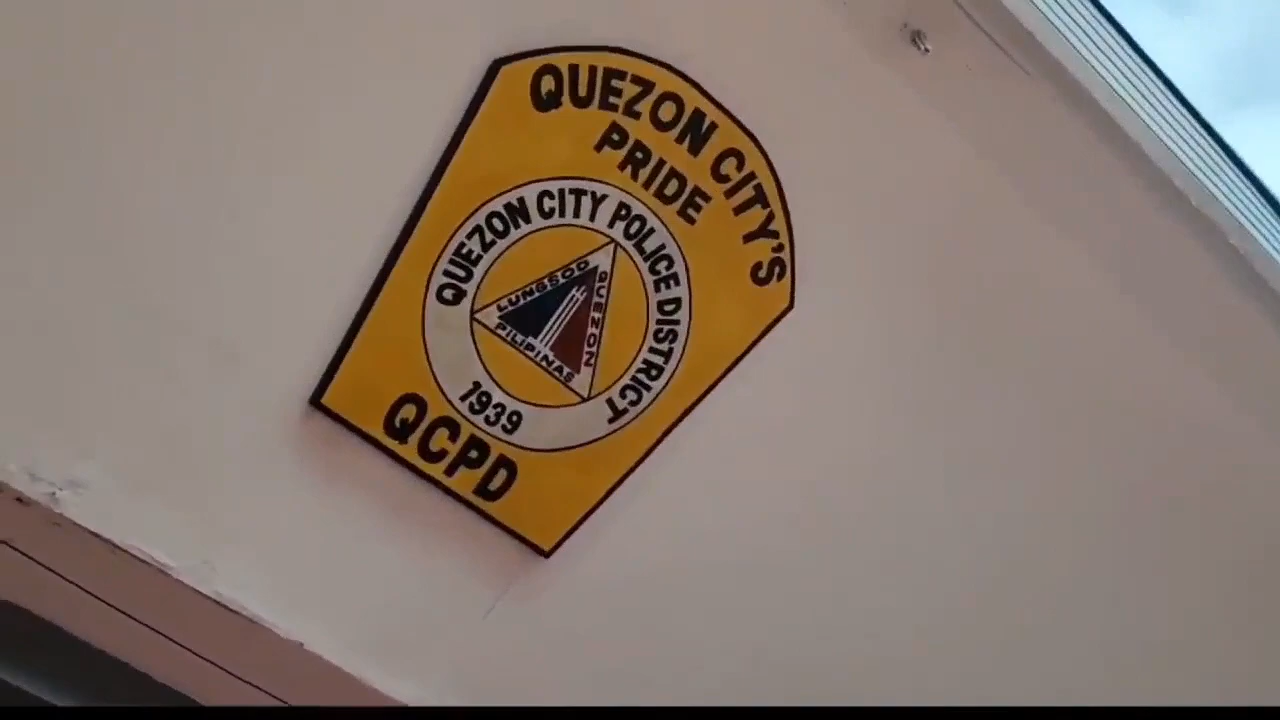 QUEZON CITY'S
PRIDE
QUEZON CITY POLICE DISTRICT
LUNGSOD
QUEZON
PILIPINAS
1939
QCPD